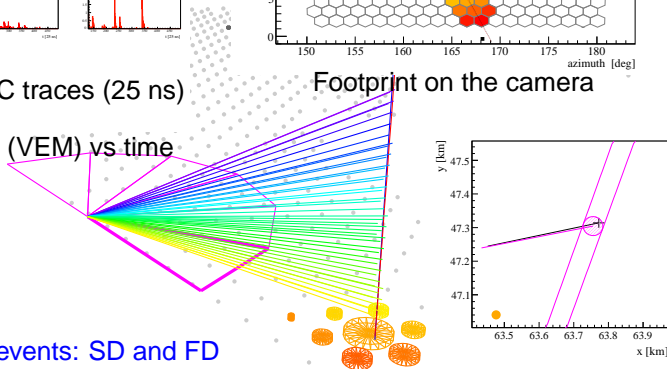 0
150 155 160 165 170 175 180
azimuth [deg]
Footprint on the camera
C traces (25 ns)
(VEM) vs time
y [km]
47.5
47.4
47.3
47.2
47.1
63.5 63.6 63.7 63.8 63.9
x [km]
events: SD and FD